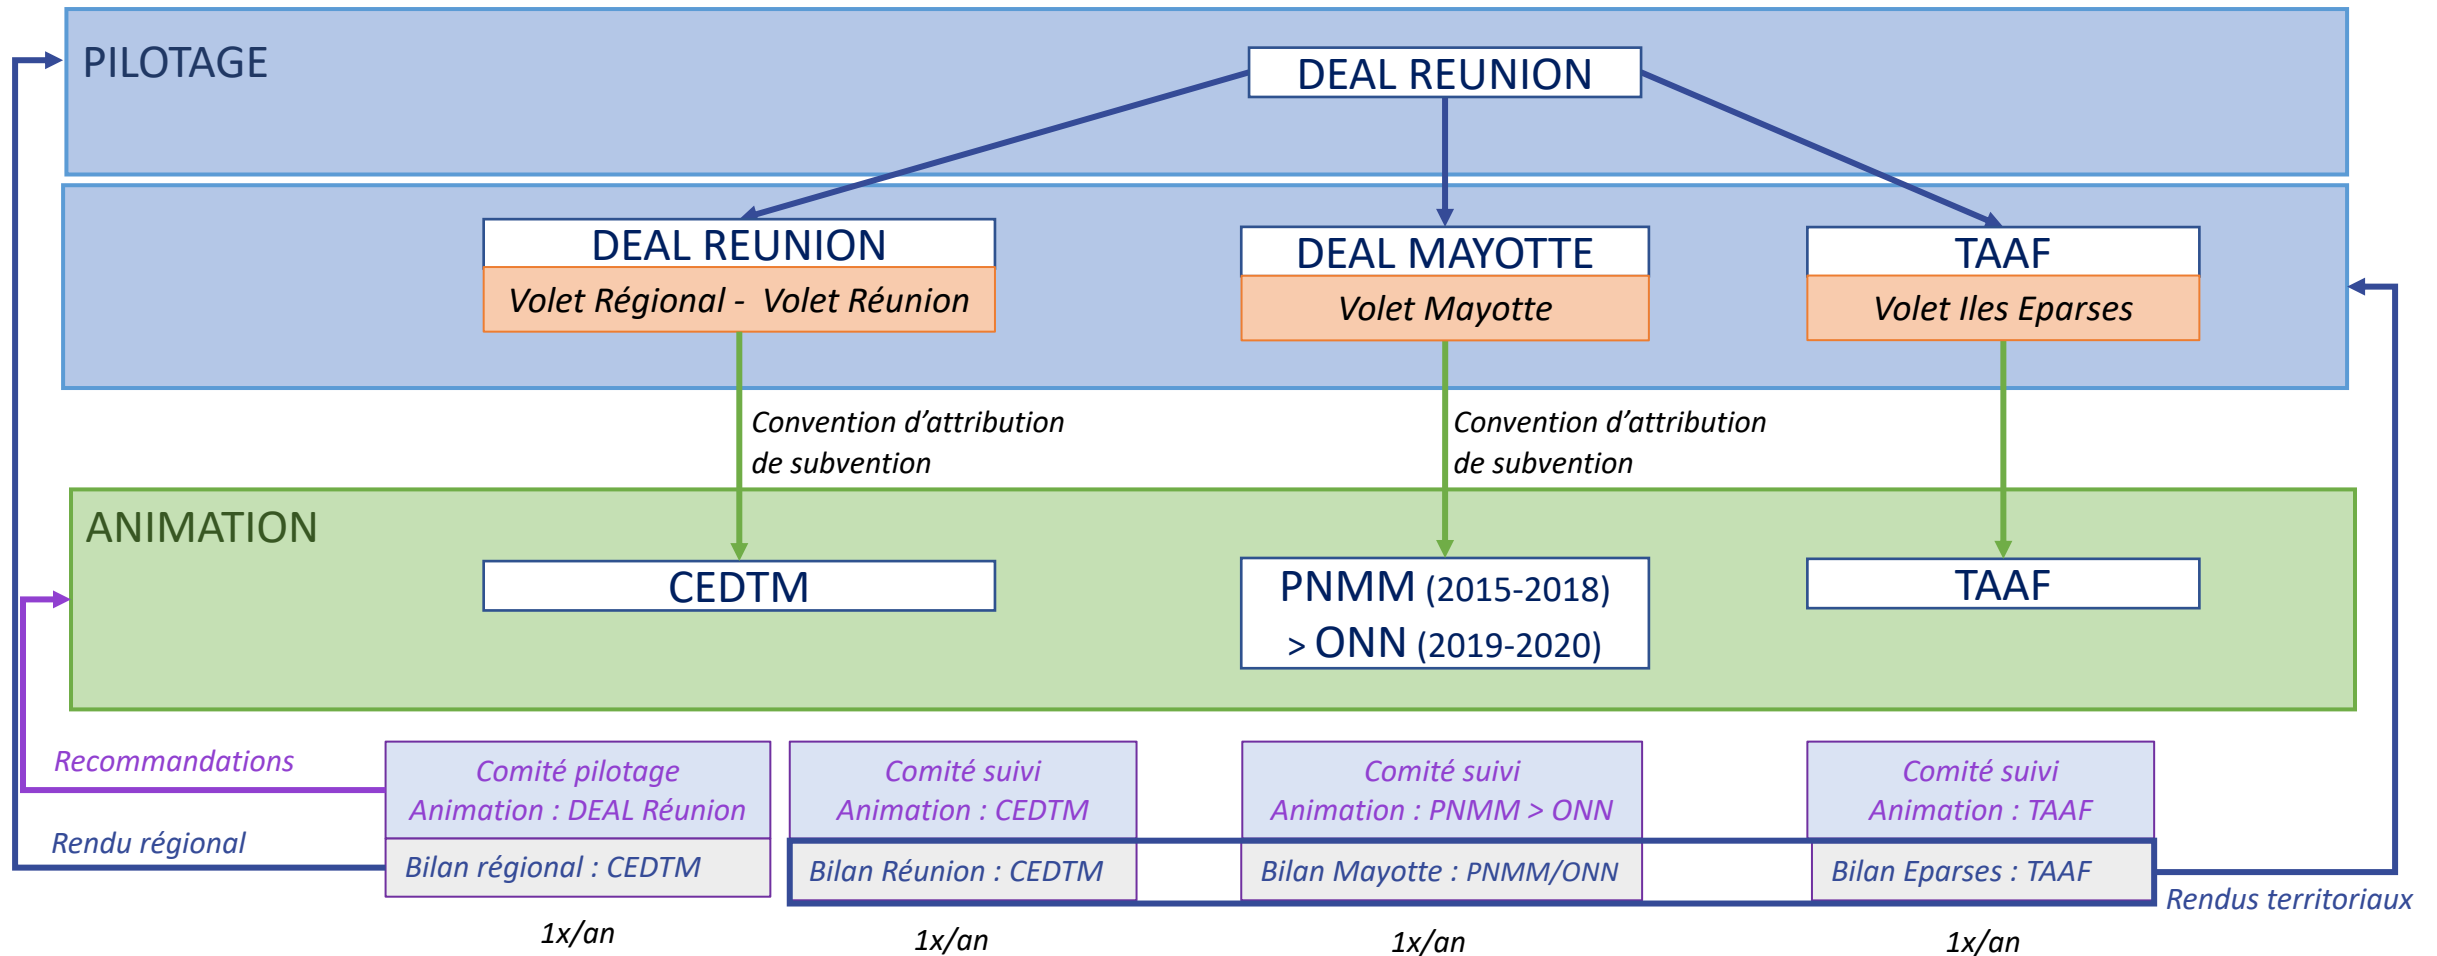 PILOTAGE
DEAL REUNION
DEAL REUNION
Volet Régional -  Volet Réunion
DEAL MAYOTTE
Volet Mayotte
TAAF
Volet Iles Eparses
Convention d’attribution
de subvention
Convention d’attribution
de subvention
ANIMATION
CEDTM
PNMM (2015-2018)
> ONN (2019-2020)
TAAF
Recommandations
Rendu régional
Comité pilotage
Animation : DEAL Réunion
Bilan régional : CEDTM
1x/an
Comité suivi
Animation : CEDTM
Bilan Réunion : CEDTM
1x/an
Comité suivi
Animation : PNMM > ONN
Bilan Mayotte : PNMM/ONN
1x/an
Comité suivi
Animation : TAAF
Bilan Eparses : TAAF
1x/an
Rendus territoriaux